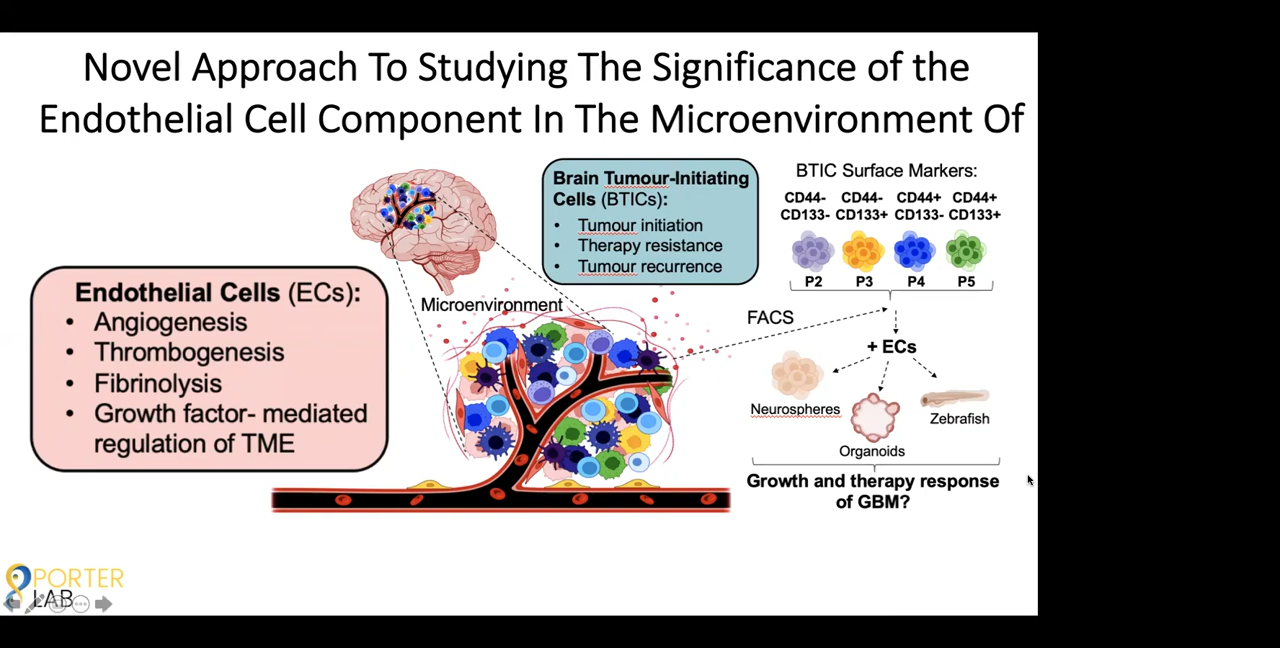 Novel Approach To Studying The Significance of the
Endothelial Cell Component In The Microenvironment Of
Endothelial Cells (ECs):
• Angiogenesis
• Thrombogenesis
• Fibrinolysis
• Growth factor- mediated
regulation of TME
Microenvironment
Brain Tumour-Initiating
Cells (BTICs):
• Tumour initiation
• Therapy resistance
• Tumour recurrence
BTIC Surface Markers:
CD44- CD44- CD44+ CD44+
CD133- CD133+ CD133- CD133+
P2 P3 P4 P5
FACS
+ ECs
Neurospheres
Organoids
Zebrafish
Growth and therapy response
of GBM?
PORTER
LAB